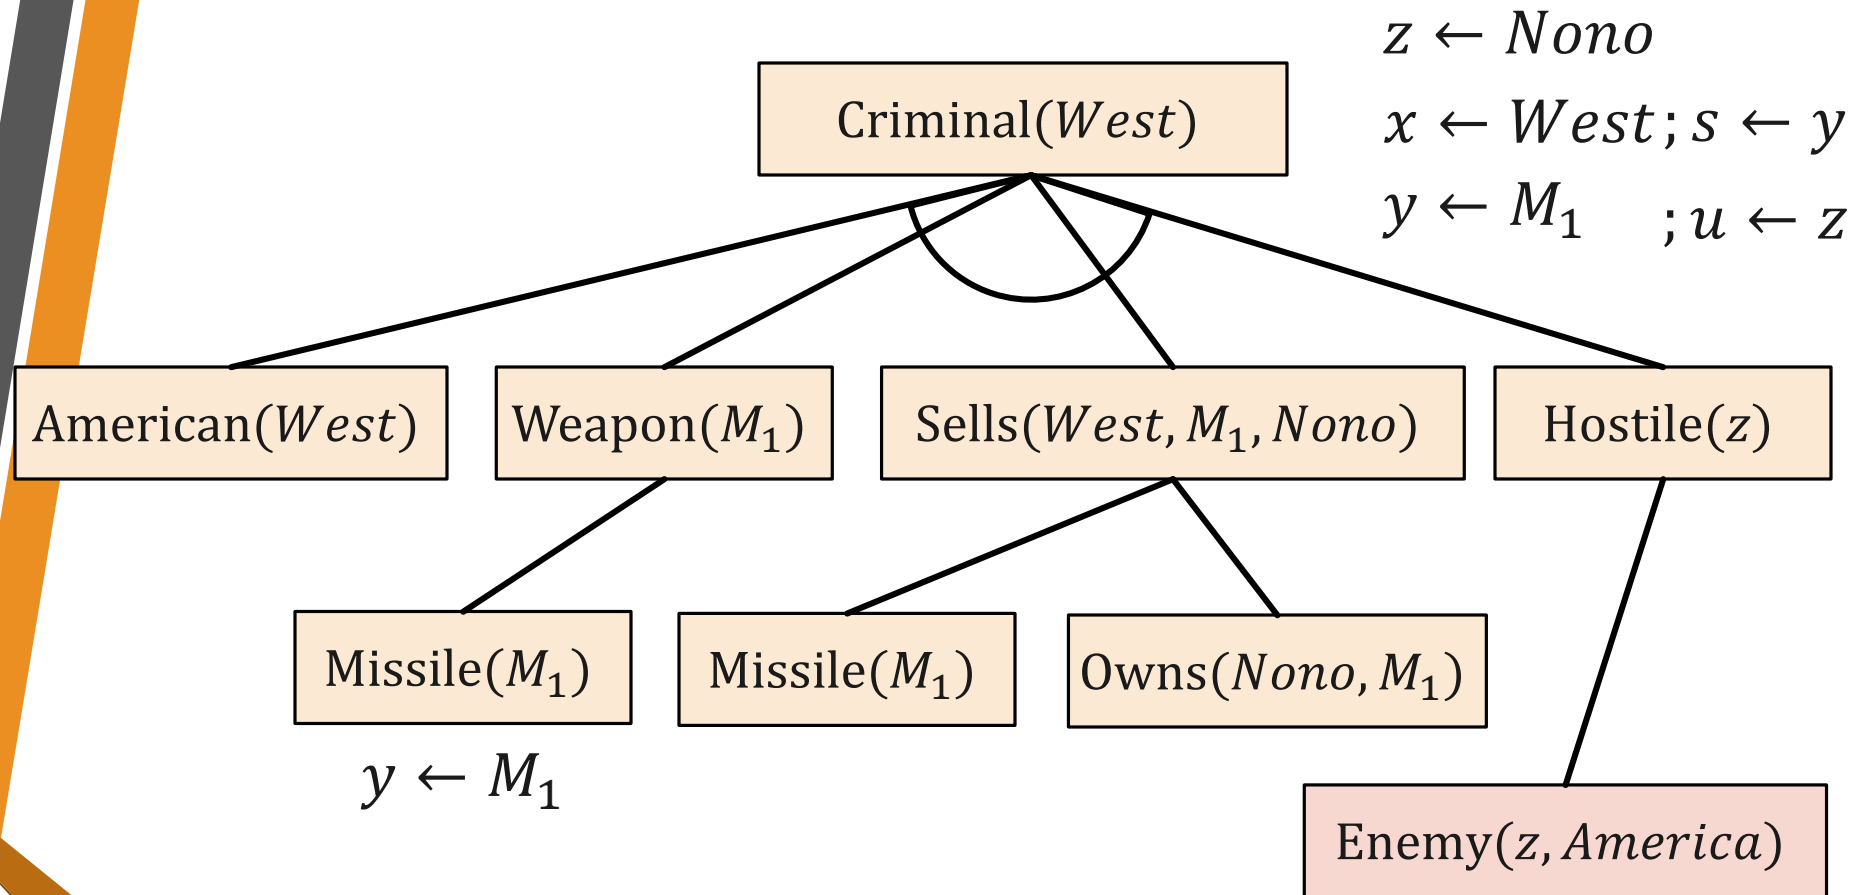 z ← Nono
Criminal(West)
x ← West; s ← y
y ← M₁ ; u ← z
American(West)
Weapon(M₁)
Sells(West, M₁, Nono)
Hostile(z)
Missile(M₁)
Missile(M₁)
Owns(Nono, M₁)
y ← M₁
Enemy(z, America)